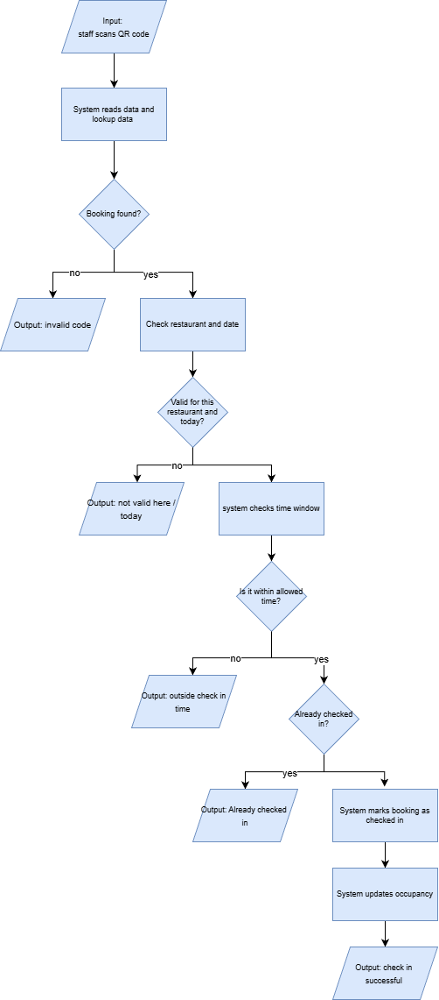 Input:
staff scans QR code
System reads data and
lookup data
Booking found?
no
yes
Output: invalid code
Check restaurant and date
Valid for this
restaurant and
today?
no
Output: not valid here /
today
system checks time window
Is it within allowed
time?
no
yes
Output: outside check in
time
Already checked
in?
yes
Output: Already checked
in
System marks booking as
checked in
System updates occupancy
Output: check in
successful